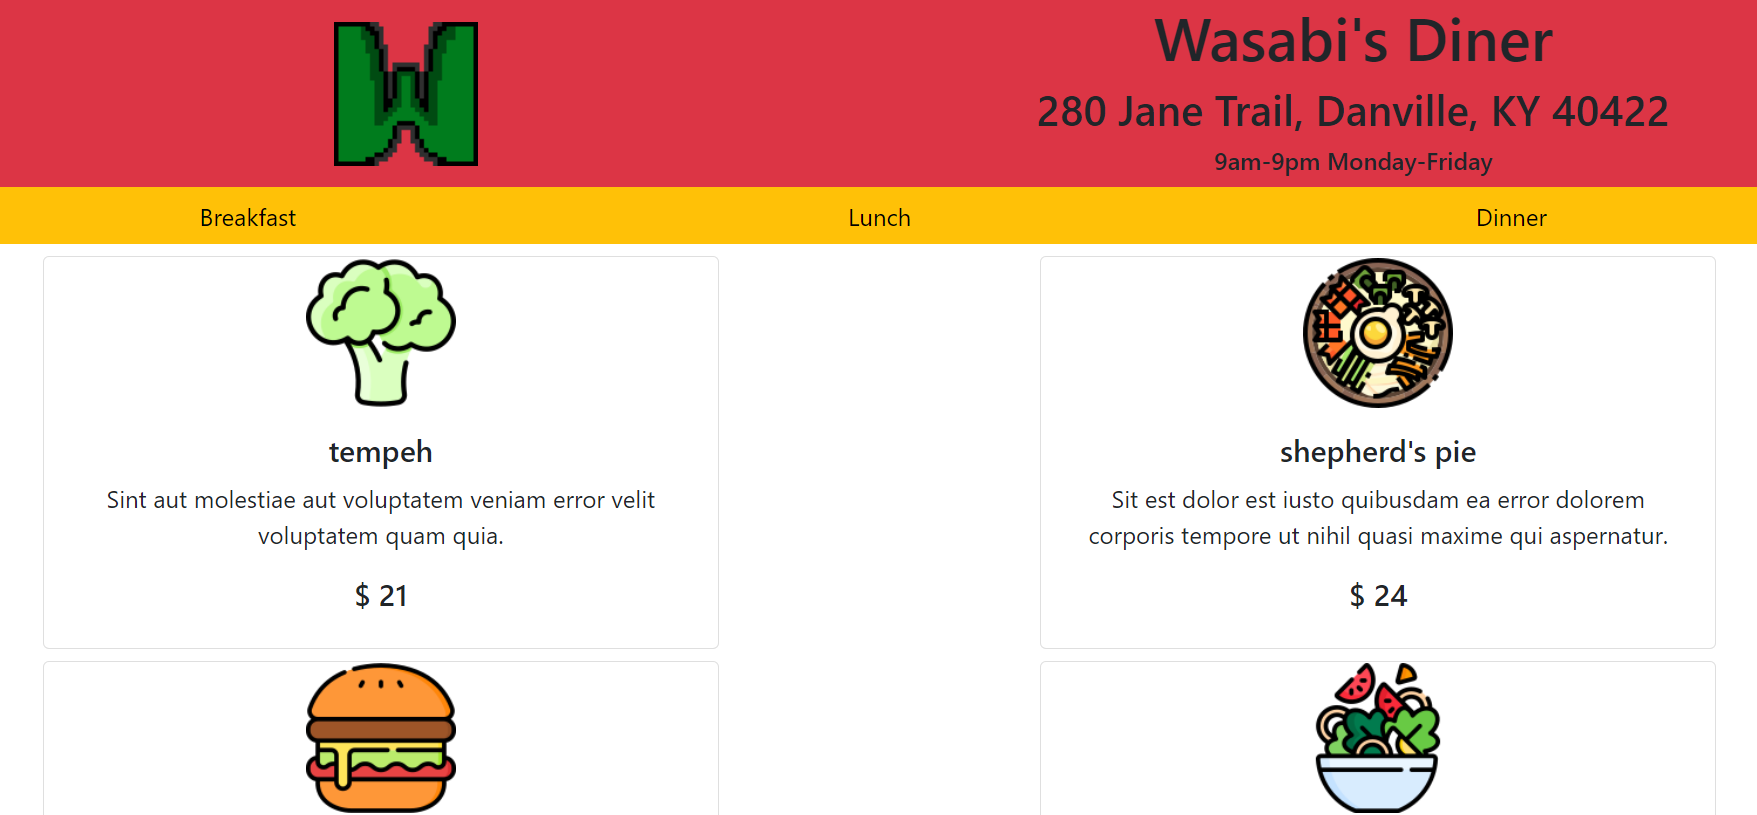 W
Wasabi's Diner
280 Jane Trail, Danville, KY 40422
9am-9pm Monday-Friday
Breakfast Lunch Dinner
tempeh
Sint aut molestiae aut voluptatem veniam error velit
voluptatem quam quia.
$ 21
shepherd's pie
Sit est dolor est iusto quibusdam ea error dolorem
corporis tempore ut nihil quasi maxime qui aspernatur.
$ 24